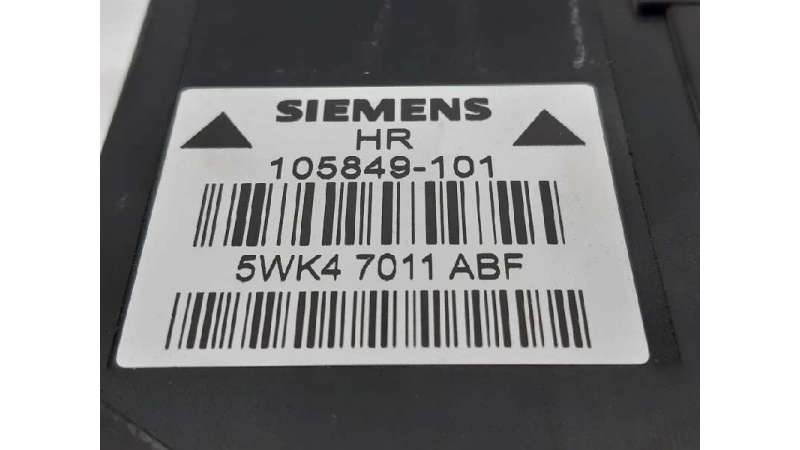 SIEMENS
HR
105849-101
5WK4 7011 ABF